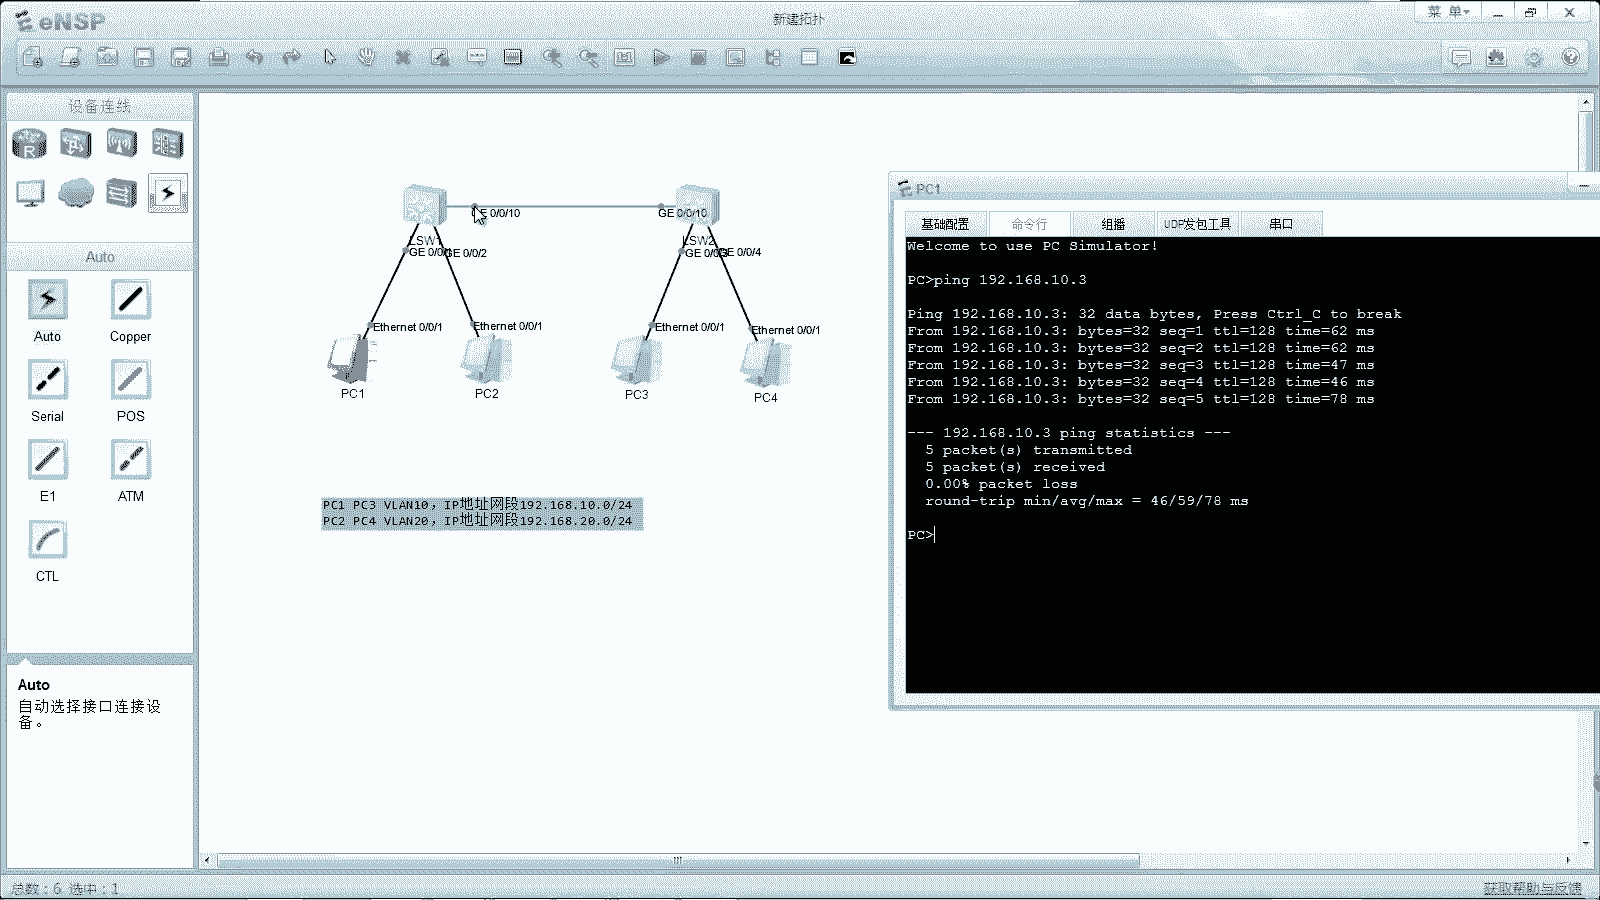 eNSP
新建拓扑
菜 单
设备连线
Auto
Auto
Copper
Serial
POS
E1
ATM
CTL
Auto
自动选择接口连接设
备。
GE 0/0/10
GE 0/0/10
LSW1
LSW2
GE 0/0/1
GE 0/0/2
GE 0/0/3
GE 0/0/4
Ethernet 0/0/1
Ethernet 0/0/1
Ethernet 0/0/1
Ethernet 0/0/1
PC1
PC2
PC3
PC4
PC1 PC3 VLAN10，IP地址网段192.168.10.0/24
PC2 PC4 VLAN20，IP地址网段192.168.20.0/24
PC1
基础配置
命令行
组播
UDP发包工具
串口
Welcome to use PC Simulator!
PC>ping 192.168.10.3
Ping 192.168.10.3: 32 data bytes, Press Ctrl_C to break
From 192.168.10.3: bytes=32 seq=1 ttl=128 time=62 ms
From 192.168.10.3: bytes=32 seq=2 ttl=128 time=62 ms
From 192.168.10.3: bytes=32 seq=3 ttl=128 time=47 ms
From 192.168.10.3: bytes=32 seq=4 ttl=128 time=46 ms
From 192.168.10.3: bytes=32 seq=5 ttl=128 time=78 ms
--- 192.168.10.3 ping statistics ---
5 packet(s) transmitted
5 packet(s) received
0.00% packet loss
round-trip min/avg/max = 46/59/78 ms
PC>
总数：6 选中：1
获取帮助与反馈